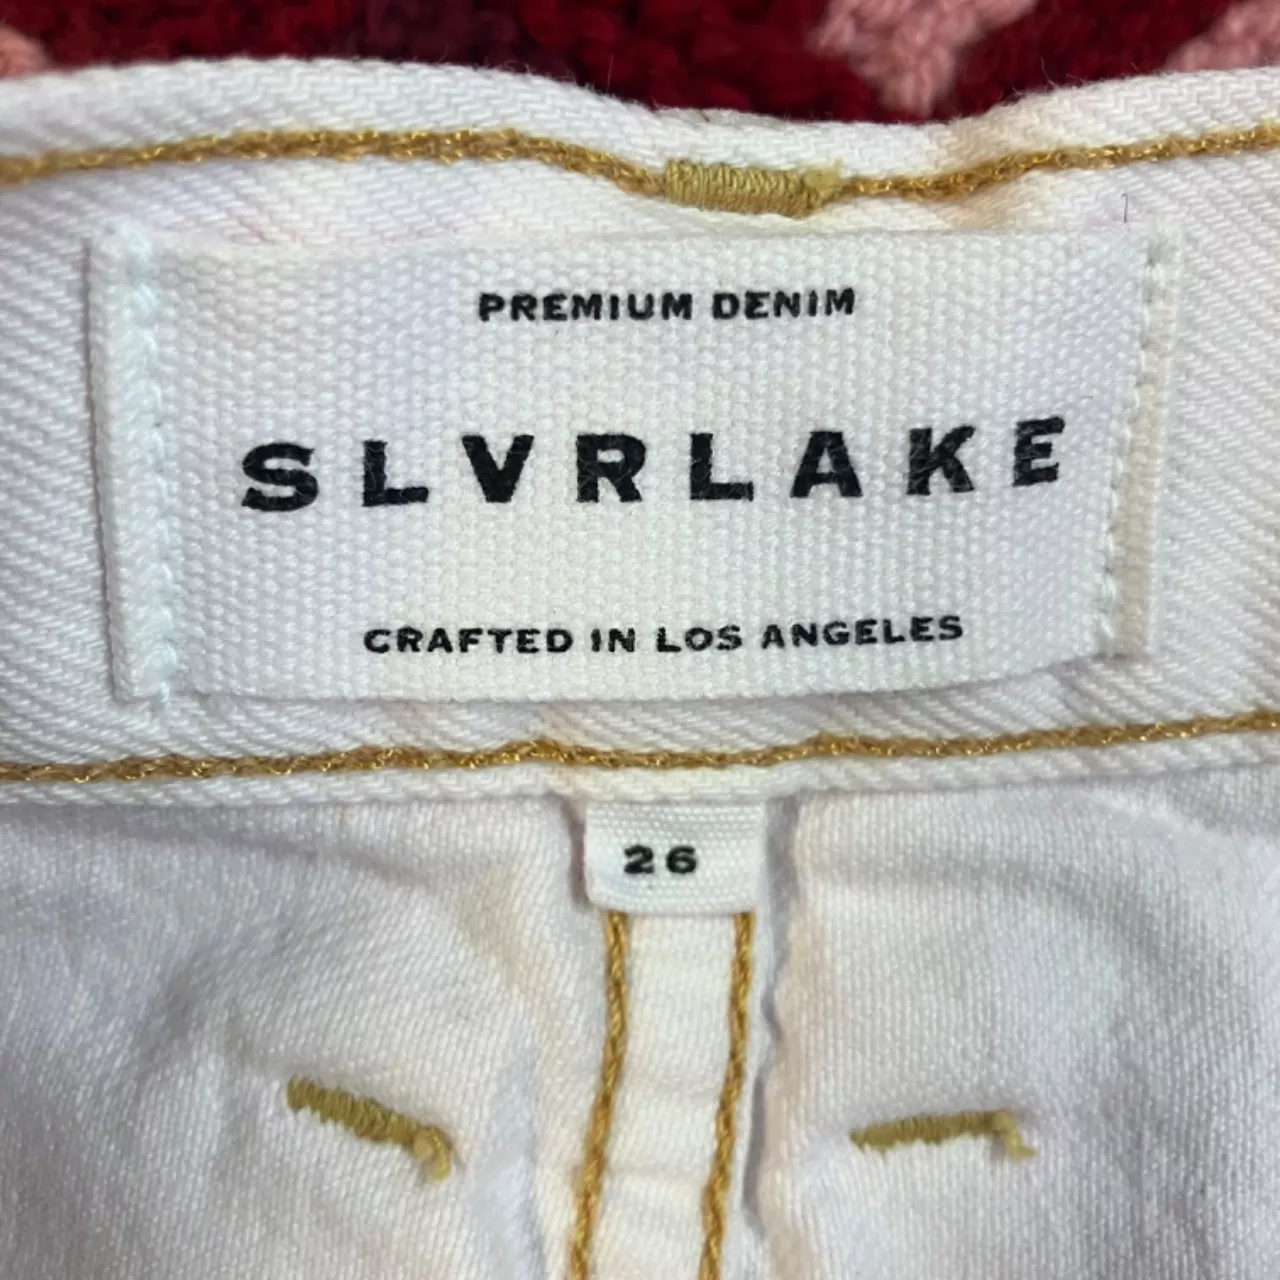 PREMIUM DENIM
SLVRLAKE
CRAFTED IN LOS ANGELES
26